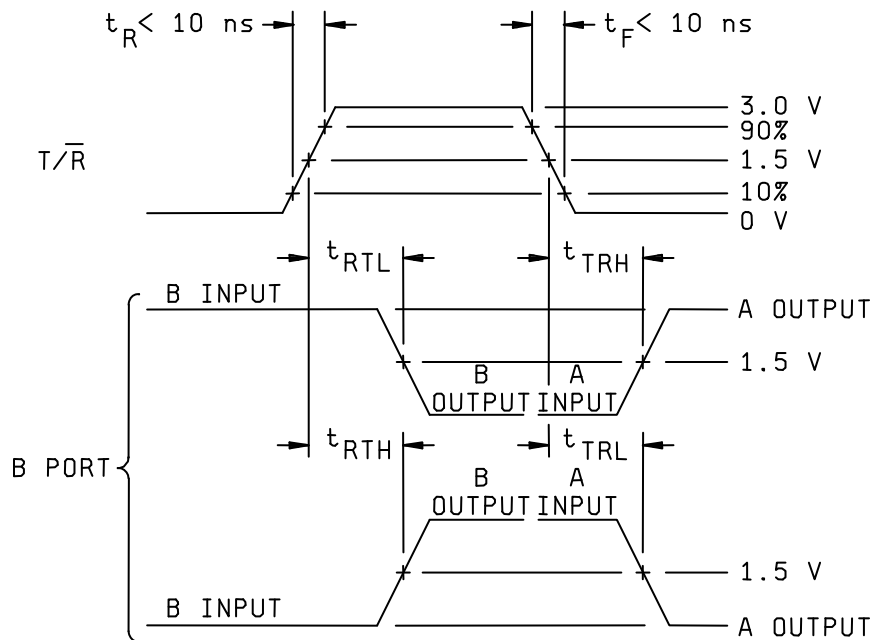 tR< 10 ns
tF< 10 ns
3.0 V
90%
T/R̅
1.5 V
10%
0 V
tRTL
tTRH
B INPUT
A OUTPUT
1.5 V
B OUTPUT
A INPUT
tRTH
tTRL
B PORT
B OUTPUT
A INPUT
1.5 V
B INPUT
A OUTPUT